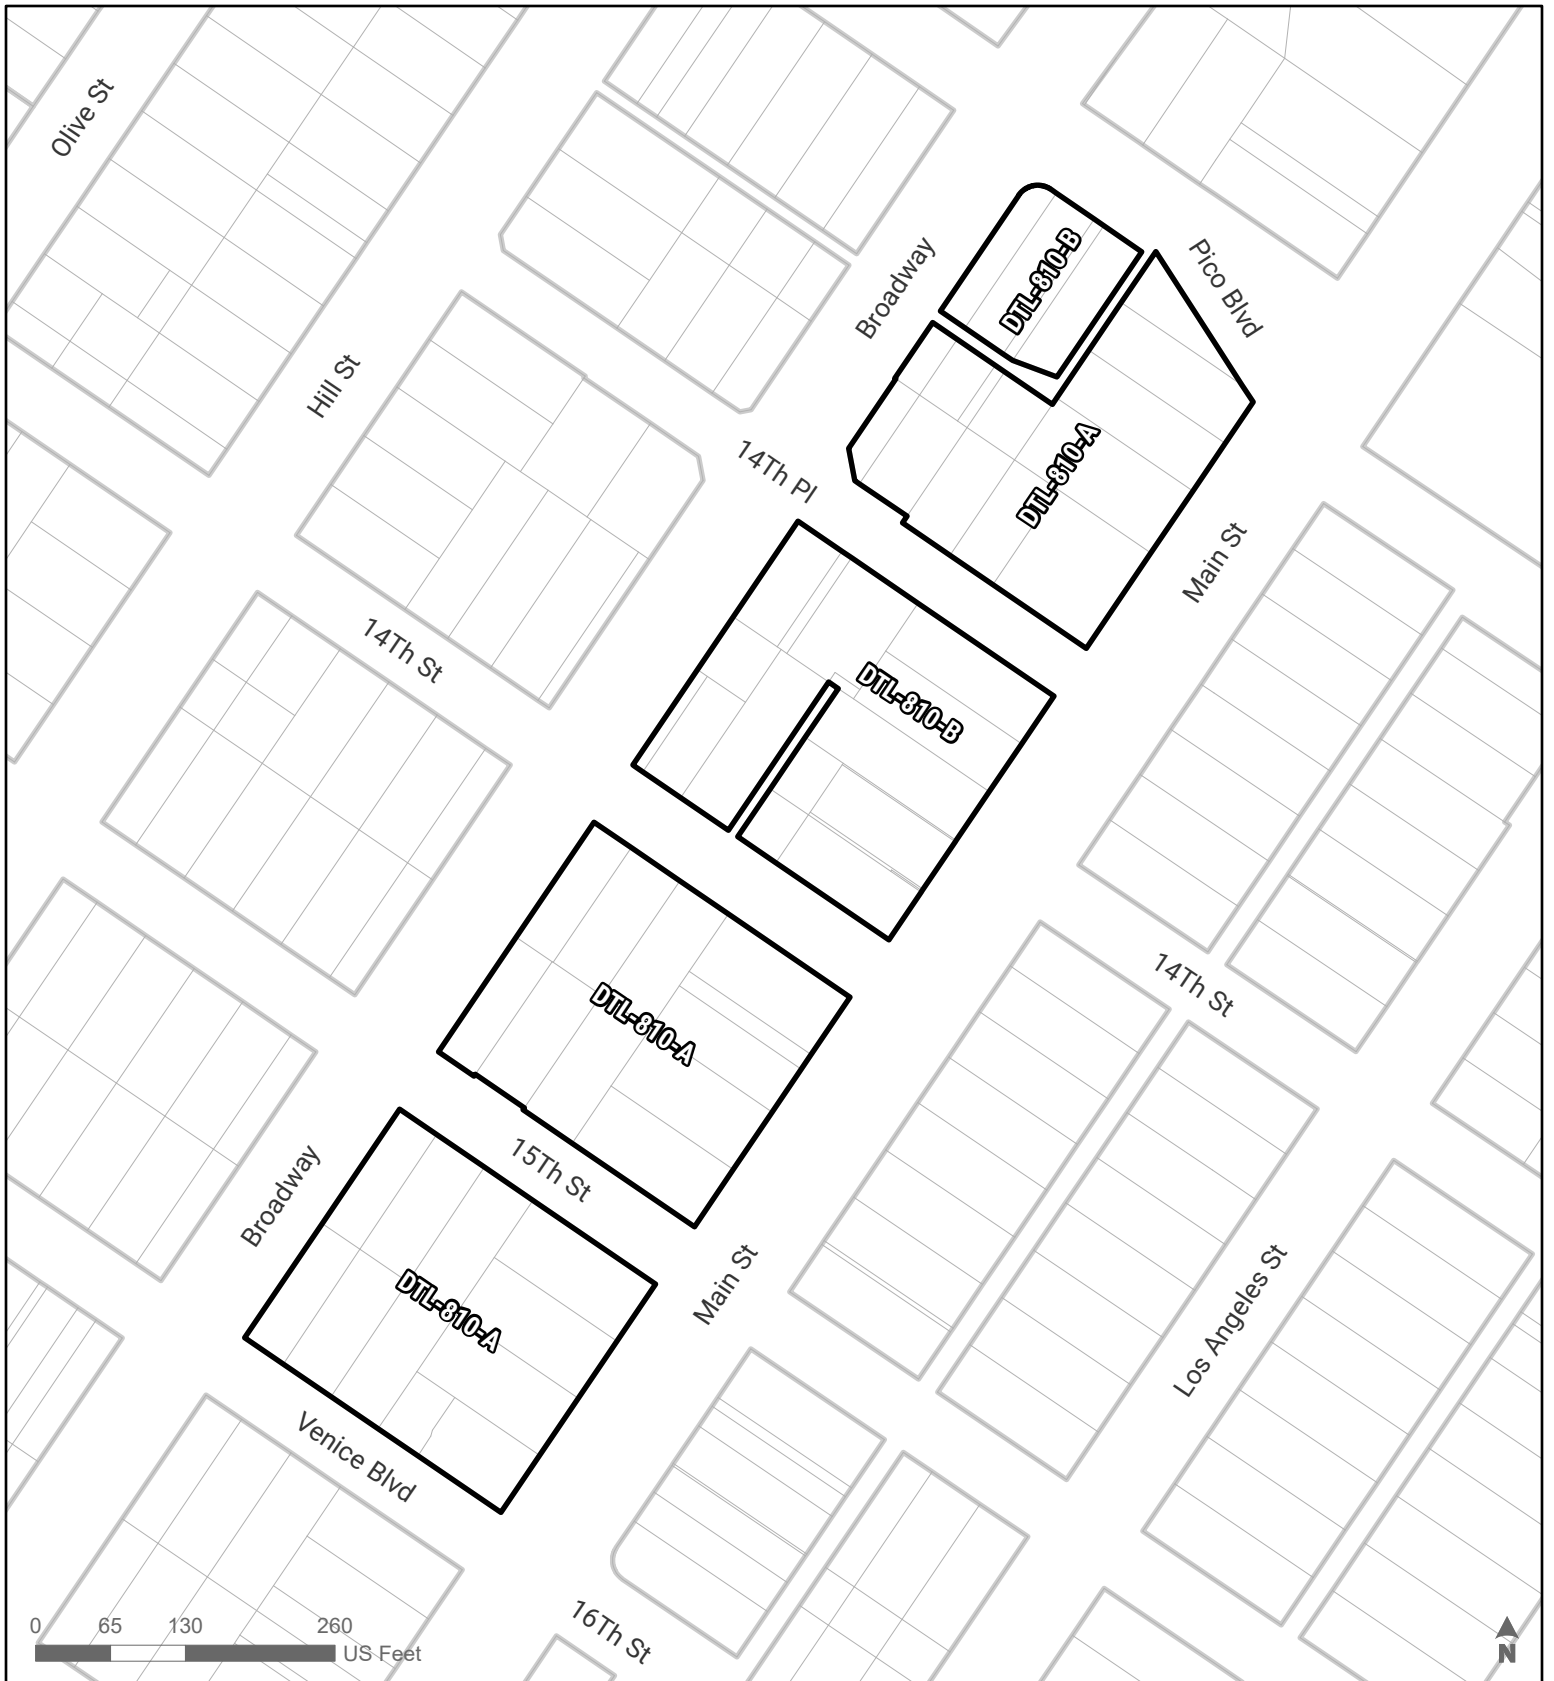 Olive St
Broadway
DTL-810-B
Pico Blvd
Hill St
14Th Pl
DTL-810-A
Main St
14Th St
DTL-810-B
14Th St
DTL-810-A
15Th St
Broadway
Main St
Los Angeles St
DTL-810-A
Venice Blvd
16Th St
0 65 130 260
US Feet
N